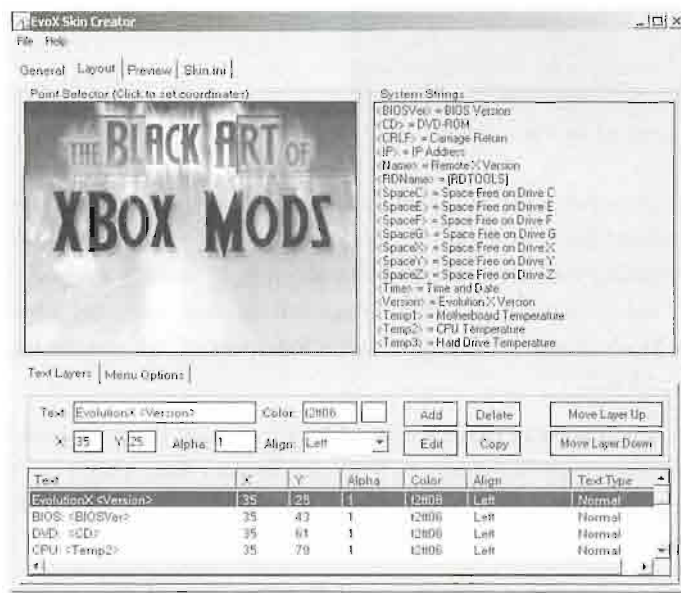 EvoX Skin Creator
File Help
General Layout Preview Skin.ini
Point Selector (Click to set coordinates)
THE BLACK ART OF
XBOX MODS
System Strings
<BIOSVer> = BIOS Version
<CD> = DVD-ROM
<CRLF> = Carriage Return
<IP> = IP Address
<Name> = Remote X Version
<RDName> = [RDTOOLS]
<SpaceC> = Space Free on Drive C
<SpaceE> = Space Free on Drive E
<SpaceF> = Space Free on Drive F
<SpaceG> = Space Free on Drive G
<SpaceX> = Space Free on Drive X
<SpaceY> = Space Free on Drive Y
<SpaceZ> = Space Free on Drive Z
<Time> = Time and Date
<Version> = Evolution X Version
<Temp1> = Motherboard Temperature
<Temp2> = CPU Temperature
<Temp3> = Hard Drive Temperature
Text Layers Menu Options
Text: EvolutionX <Version> Color: f2ff06 Add Delete Move Layer Up
X: 35 Y: 25 Alpha: 1 Align: Left Edit Copy Move Layer Down
Text X Y Alpha Color Align Text Type
EvolutionX <Version> 35 25 1 f2ff06 Left Normal
BIOS: <BIOSVer> 35 43 1 f2ff06 Left Normal
DVD: <CD> 35 61 1 f2ff06 Left Normal
CPU: <Temp2> 35 79 1 f2ff06 Left Normal